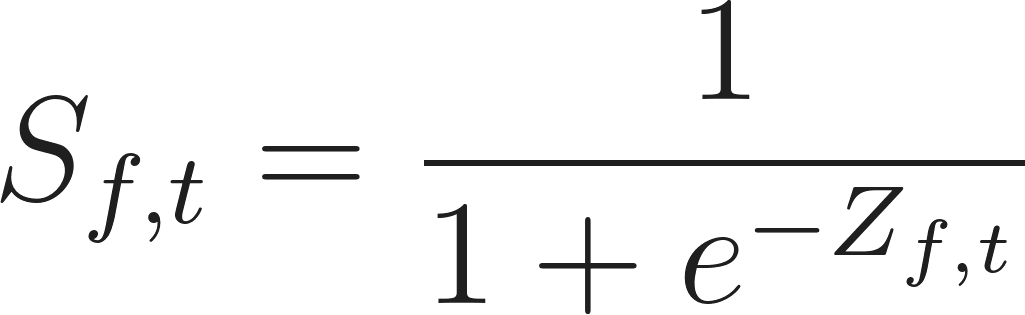 S_{f,t} = \frac{1}{1 + e^{-Z_{f,t}}}